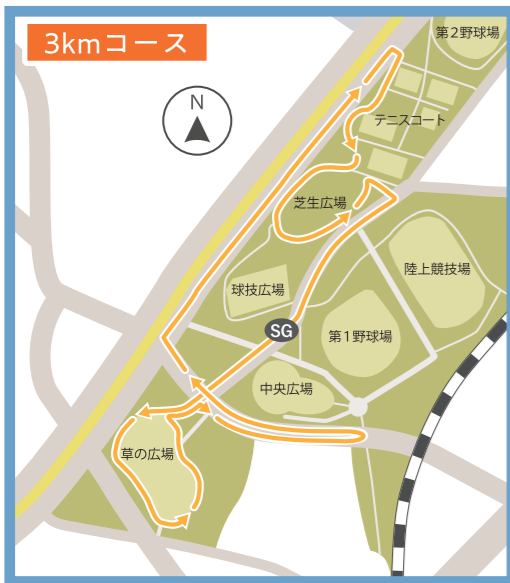 3kmコース
第2野球場
N
テニスコート
芝生広場
陸上競技場
球技広場
SG
第1野球場
中央広場
草の広場